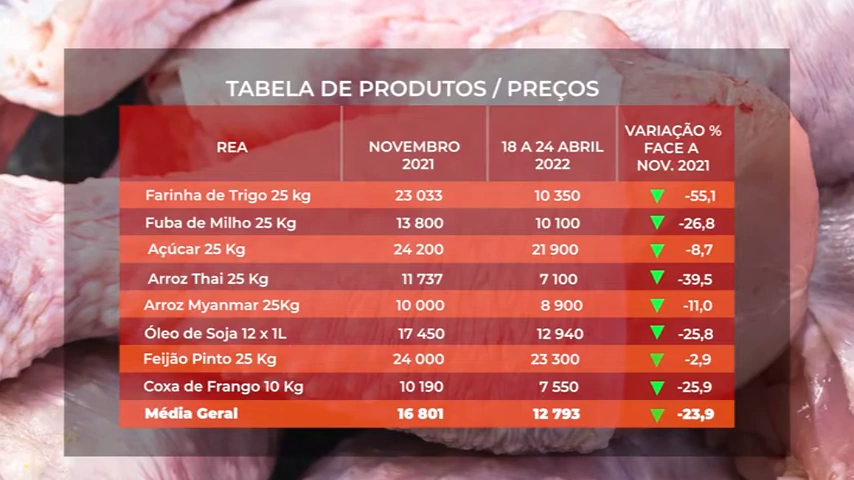 TABELA DE PRODUTOS / PREÇOS
REA NOVEMBRO 2021 18 A 24 ABRIL 2022 VARIAÇÃO % FACE A NOV. 2021
Farinha de Trigo 25 kg 23 033 10 350 -55,1
Fuba de Milho 25 Kg 13 800 10 100 -26,8
Açúcar 25 Kg 24 200 21 900 -8,7
Arroz Thai 25 Kg 11 737 7 100 -39,5
Arroz Myanmar 25Kg 10 000 8 900 -11,0
Óleo de Soja 12 x 1L 17 450 12 940 -25,8
Feijão Pinto 25 Kg 24 000 23 300 -2,9
Coxa de Frango 10 Kg 10 190 7 550 -25,9
Média Geral 16 801 12 793 -23,9